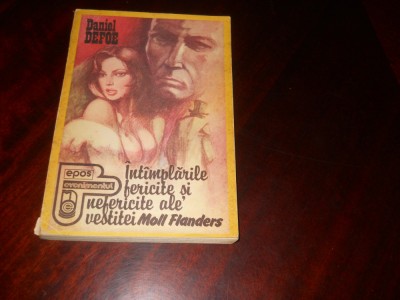 Daniel
DEFOE
epos
evenimentul
Întîmplările
fericite și
nefericite ale
vestitei Moll Flanders